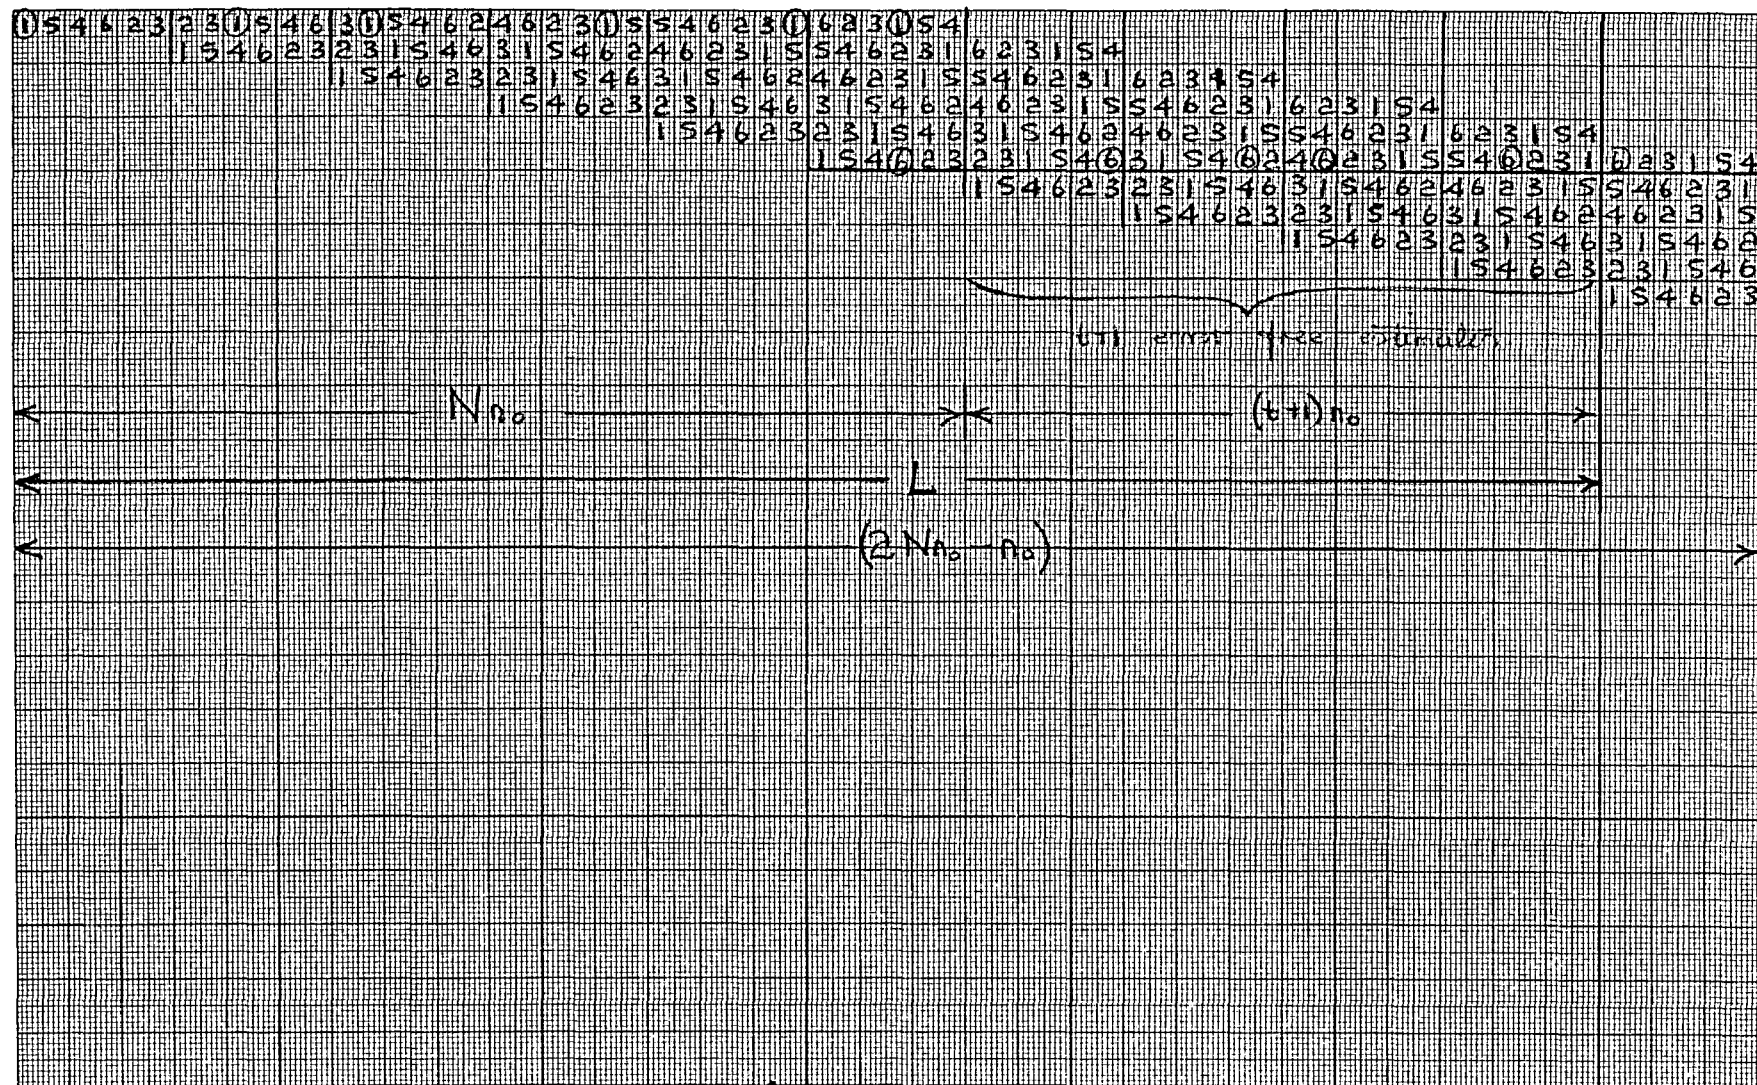 1 5 4 6 2 3 2 3 1 5 4 6 3 1 5 4 6 2 4 6 2 3 1 5 5 4 6 2 3 1 6 2 3 1 5 4
1 5 4 6 2 3 2 3 1 5 4 6 3 1 5 4 6 2 4 6 2 3 1 5 5 4 6 2 3 1 6 2 3 1 5 4
1 5 4 6 2 3 2 3 1 5 4 6 3 1 5 4 6 2 4 6 2 3 1 5 5 4 6 2 3 1 6 2 3 1 5 4
1 5 4 6 2 3 2 3 1 5 4 6 3 1 5 4 6 2 4 6 2 3 1 5 5 4 6 2 3 1 6 2 3 1 5 4
1 5 4 6 2 3 2 3 1 5 4 6 3 1 5 4 6 2 4 6 2 3 1 5 5 4 6 2 3 1 6 2 3 1 5 4
1 5 4 6 2 3 2 3 1 5 4 6 3 1 5 4 6 2 4 6 2 3 1 5 5 4 6 2 3 1 6 2 3 1 5 4
1 5 4 6 2 3 2 3 1 5 4 6 3 1 5 4 6 2 4 6 2 3 1 5 5 4 6 2 3 1
1 5 4 6 2 3 2 3 1 5 4 6 3 1 5 4 6 2 4 6 2 3 1 5
1 5 4 6 2 3 2 3 1 5 4 6 3 1 5 4 6 2
1 5 4 6 2 3 2 3 1 5 4 6
1 5 4 6 2 3
t+1 error free
Nn₀ (t+1)n₀
L
(2Nn₀-n₀)